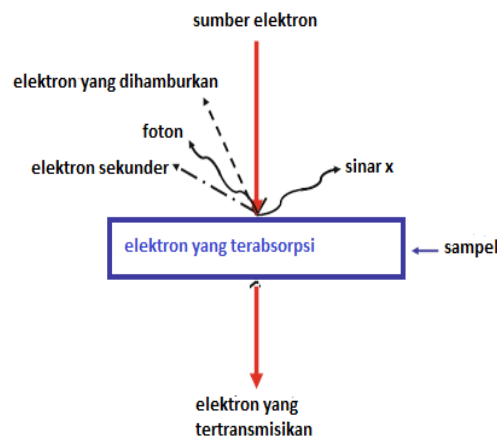 sumber elektron
elektron yang dihamburkan
foton
elektron sekunder
sinar x
elektron yang terabsorpsi
sampel
elektron yang
tertransmisikan